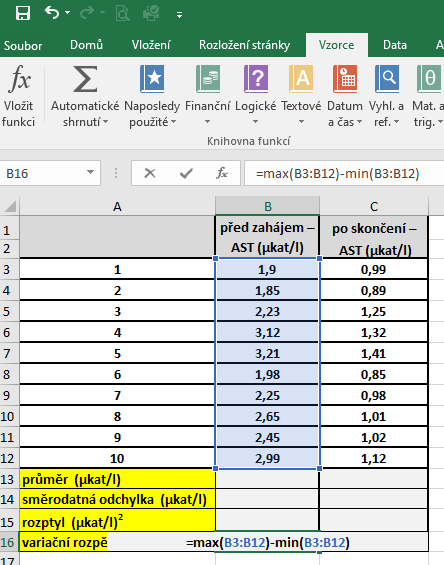 Soubor Domů Vložení Rozložení stránky Vzorce Data
fx Σ θ
Vložit Automatické Naposledy Finanční Logické Textové Datum Vyhl. a Mat. a
funkci shrnutí použité a čas ref. trig.
Knihovna funkcí
B16 fx =max(B3:B12)-min(B3:B12)
A B C
1 před zahájem – po skončení –
2 AST (µkat/l) AST (µkat/l)
3 1 1,9 0,99
4 2 1,85 0,89
5 3 2,23 1,25
6 4 3,12 1,32
7 5 3,21 1,41
8 6 1,98 0,85
9 7 2,25 0,98
10 8 2,65 1,01
11 9 2,45 1,02
12 10 2,99 1,12
13 průměr (µkat/l)
14 směrodatná odchylka (µkat/l)
15 rozptyl (µkat/l)²
16 variační rozpě =max(B3:B12)-min(B3:B12)
17